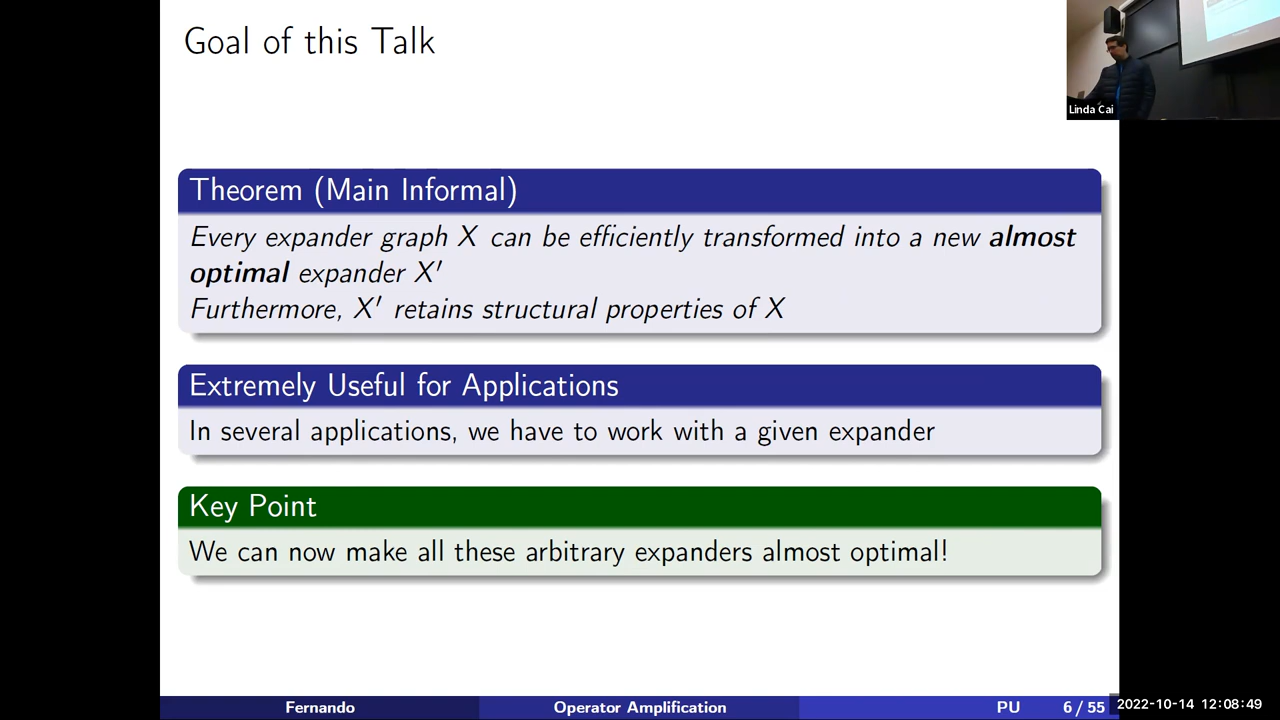 Goal of this Talk
Linda Cai
Theorem (Main Informal)
Every expander graph X can be efficiently transformed into a new almost
optimal expander X′
Furthermore, X′ retains structural properties of X
Extremely Useful for Applications
In several applications, we have to work with a given expander
Key Point
We can now make all these arbitrary expanders almost optimal!
Fernando
Operator Amplification
PU
6 / 55
2022-10-14 12:08:49